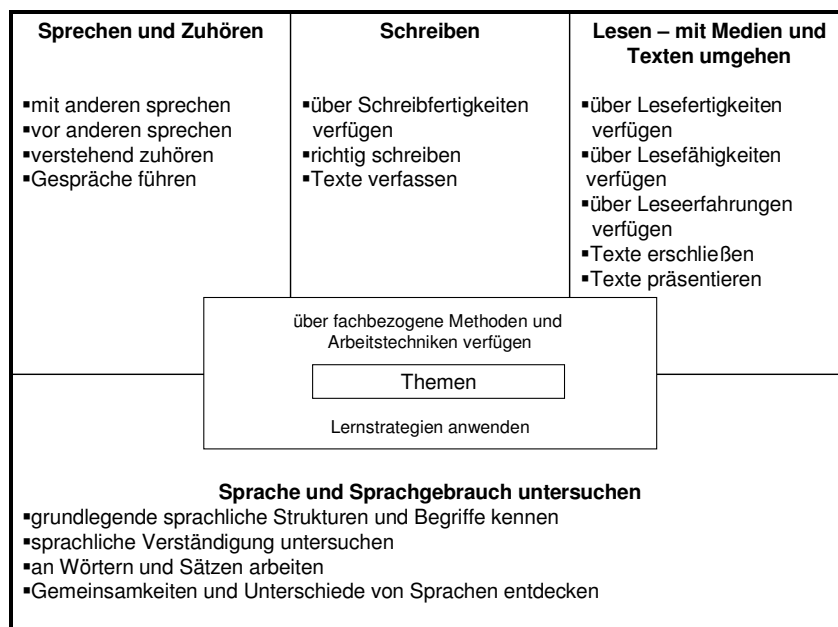 Sprechen und Zuhören
▪mit anderen sprechen
▪vor anderen sprechen
▪verstehend zuhören
▪Gespräche führen
Schreiben
▪über Schreibfertigkeiten
verfügen
▪richtig schreiben
▪Texte verfassen
Lesen – mit Medien und
Texten umgehen
▪über Lesefertigkeiten
verfügen
▪über Lesefähigkeiten
verfügen
▪über Leseerfahrungen
verfügen
▪Texte erschließen
▪Texte präsentieren
über fachbezogene Methoden und
Arbeitstechniken verfügen
Themen
Lernstrategien anwenden
Sprache und Sprachgebrauch untersuchen
▪grundlegende sprachliche Strukturen und Begriffe kennen
▪sprachliche Verständigung untersuchen
▪an Wörtern und Sätzen arbeiten
▪Gemeinsamkeiten und Unterschiede von Sprachen entdecken